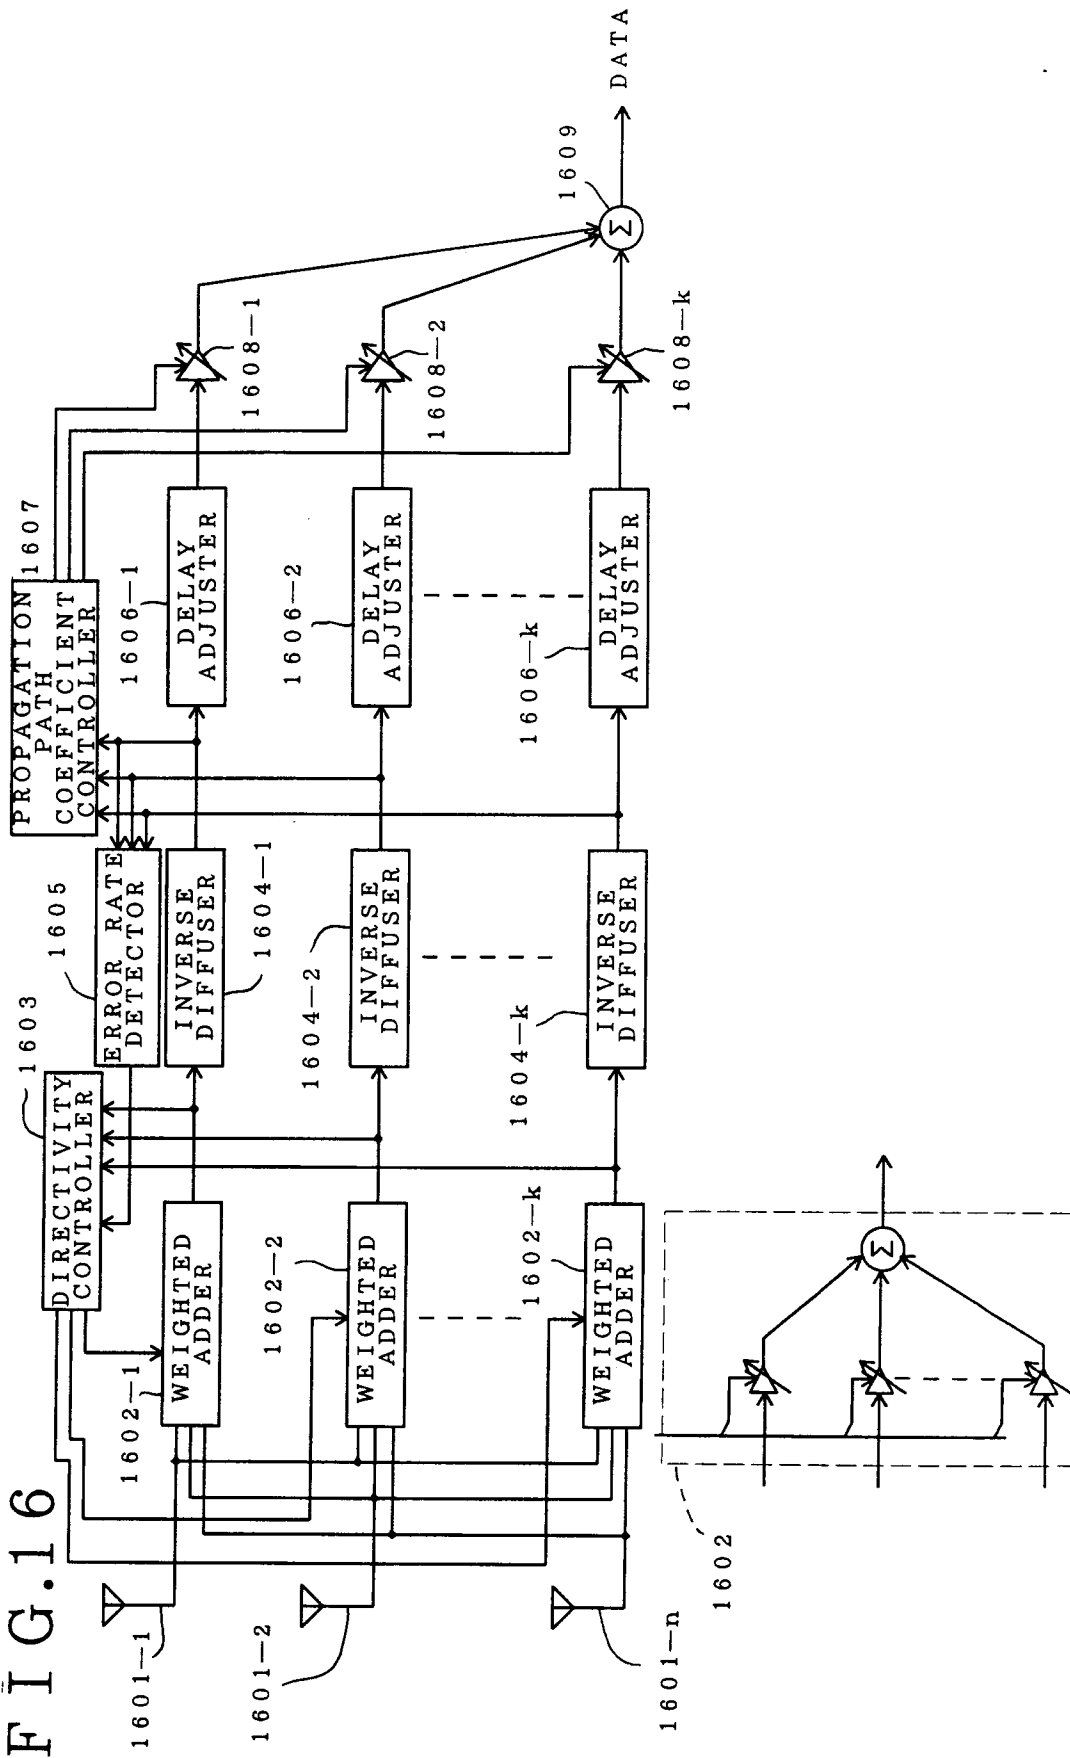 FIG.16
1603
DIRECTIVITY
CONTROLLER
1605
ERROR RATE
DETECTOR
PROPAGATION
PATH
COEFFICIENT
CONTROLLER
1607
1601-1
1602-1
WEIGHTED
ADDER
INVERSE
DIFFUSER
1604-1
1606-1
DELAY
ADJUSTER
1608-1
1601-2
1602-2
WEIGHTED
ADDER
1604-2
INVERSE
DIFFUSER
1606-2
DELAY
ADJUSTER
1608-2
1601-n
1602-k
WEIGHTED
ADDER
1604-k
INVERSE
DIFFUSER
1606-k
DELAY
ADJUSTER
1608-k
1609
Σ
DATA
1602
Σ